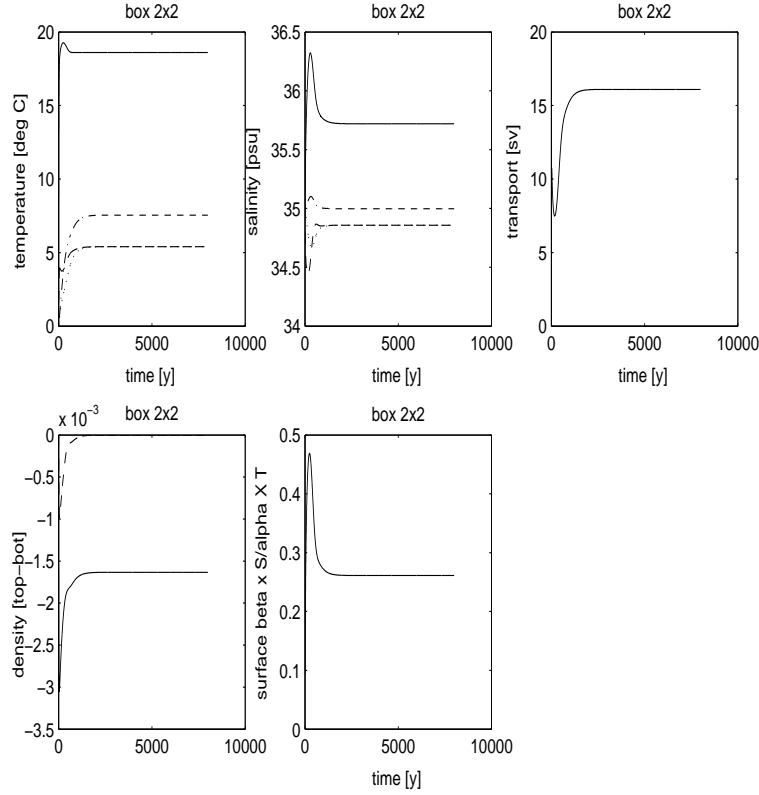 box 2x2
20
15
10
5
0
temperature [deg C]
0 5000 10000
time [y]
box 2x2
36.5
36
35.5
35
34.5
34
salinity [psu]
0 5000 10000
time [y]
box 2x2
20
15
10
5
0
transport [sv]
0 5000 10000
time [y]
x 10−3
box 2x2
0
−0.5
−1
−1.5
−2
−2.5
−3
−3.5
density [top−bot]
0 5000 10000
box 2x2
0.5
0.4
0.3
0.2
0.1
0
surface beta x S/alpha X T
0 5000 10000
time [y]